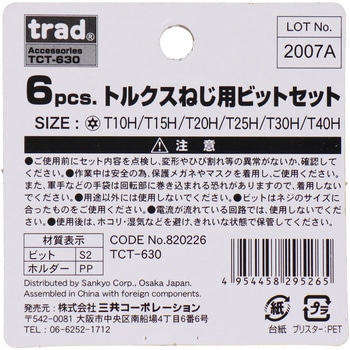 trad®
Accessories
TCT-630
LOT No.
2007A
6pcs. トルクスねじ用ビットセット
SIZE: T10H/T15H/T20H/T25H/T30H/T40H
注意
●ご使用前にセット内容を点検し、変形やひび割れ等の異常がないか、確認して
ください。●作業中は安全の為、保護メガネやマスクを着用し、ご使用ください。
また、軍手などの手袋は回転部に巻き込まれる恐れがありますので、着用しない
でください。●用途以外には使用しないでください。●ビットはネジのサイズに
合ったものをご使用ください。●電流が流れている回路では、使用しないでくださ
い。●使用後は、ホコリ・湿気などを避け、きれいな状態で保管してください。
材質表示
ビット S2
ホルダー PP
CODE No.820226
TCT-630
Distributed by Sankyo Corp., Osaka Japan.
Assembled in China with foreign components.
発売元：株式会社 三共コーポレーション
〒542-0081 大阪市中央区南船場4丁目6番6号
TEL 06-6252-1712
4 954458 295265
紙
プラ
台紙
ブリスター：PET